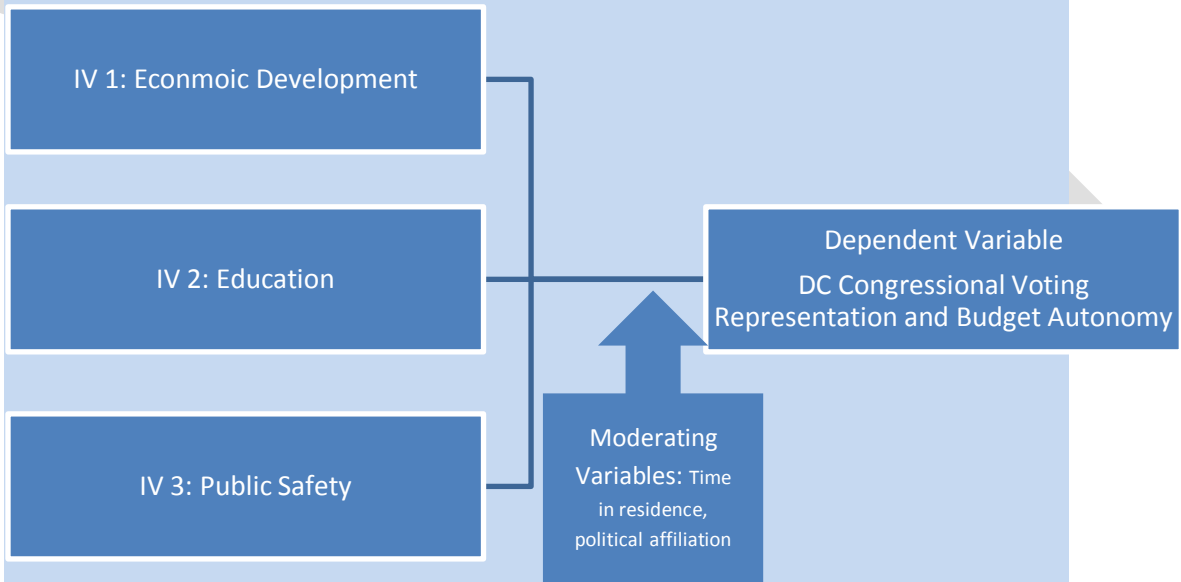 IV 1: Econmoic Development
IV 2: Education
IV 3: Public Safety
Dependent Variable
DC Congressional Voting
Representation and Budget Autonomy
Moderating
Variables: Time
in residence,
political affiliation